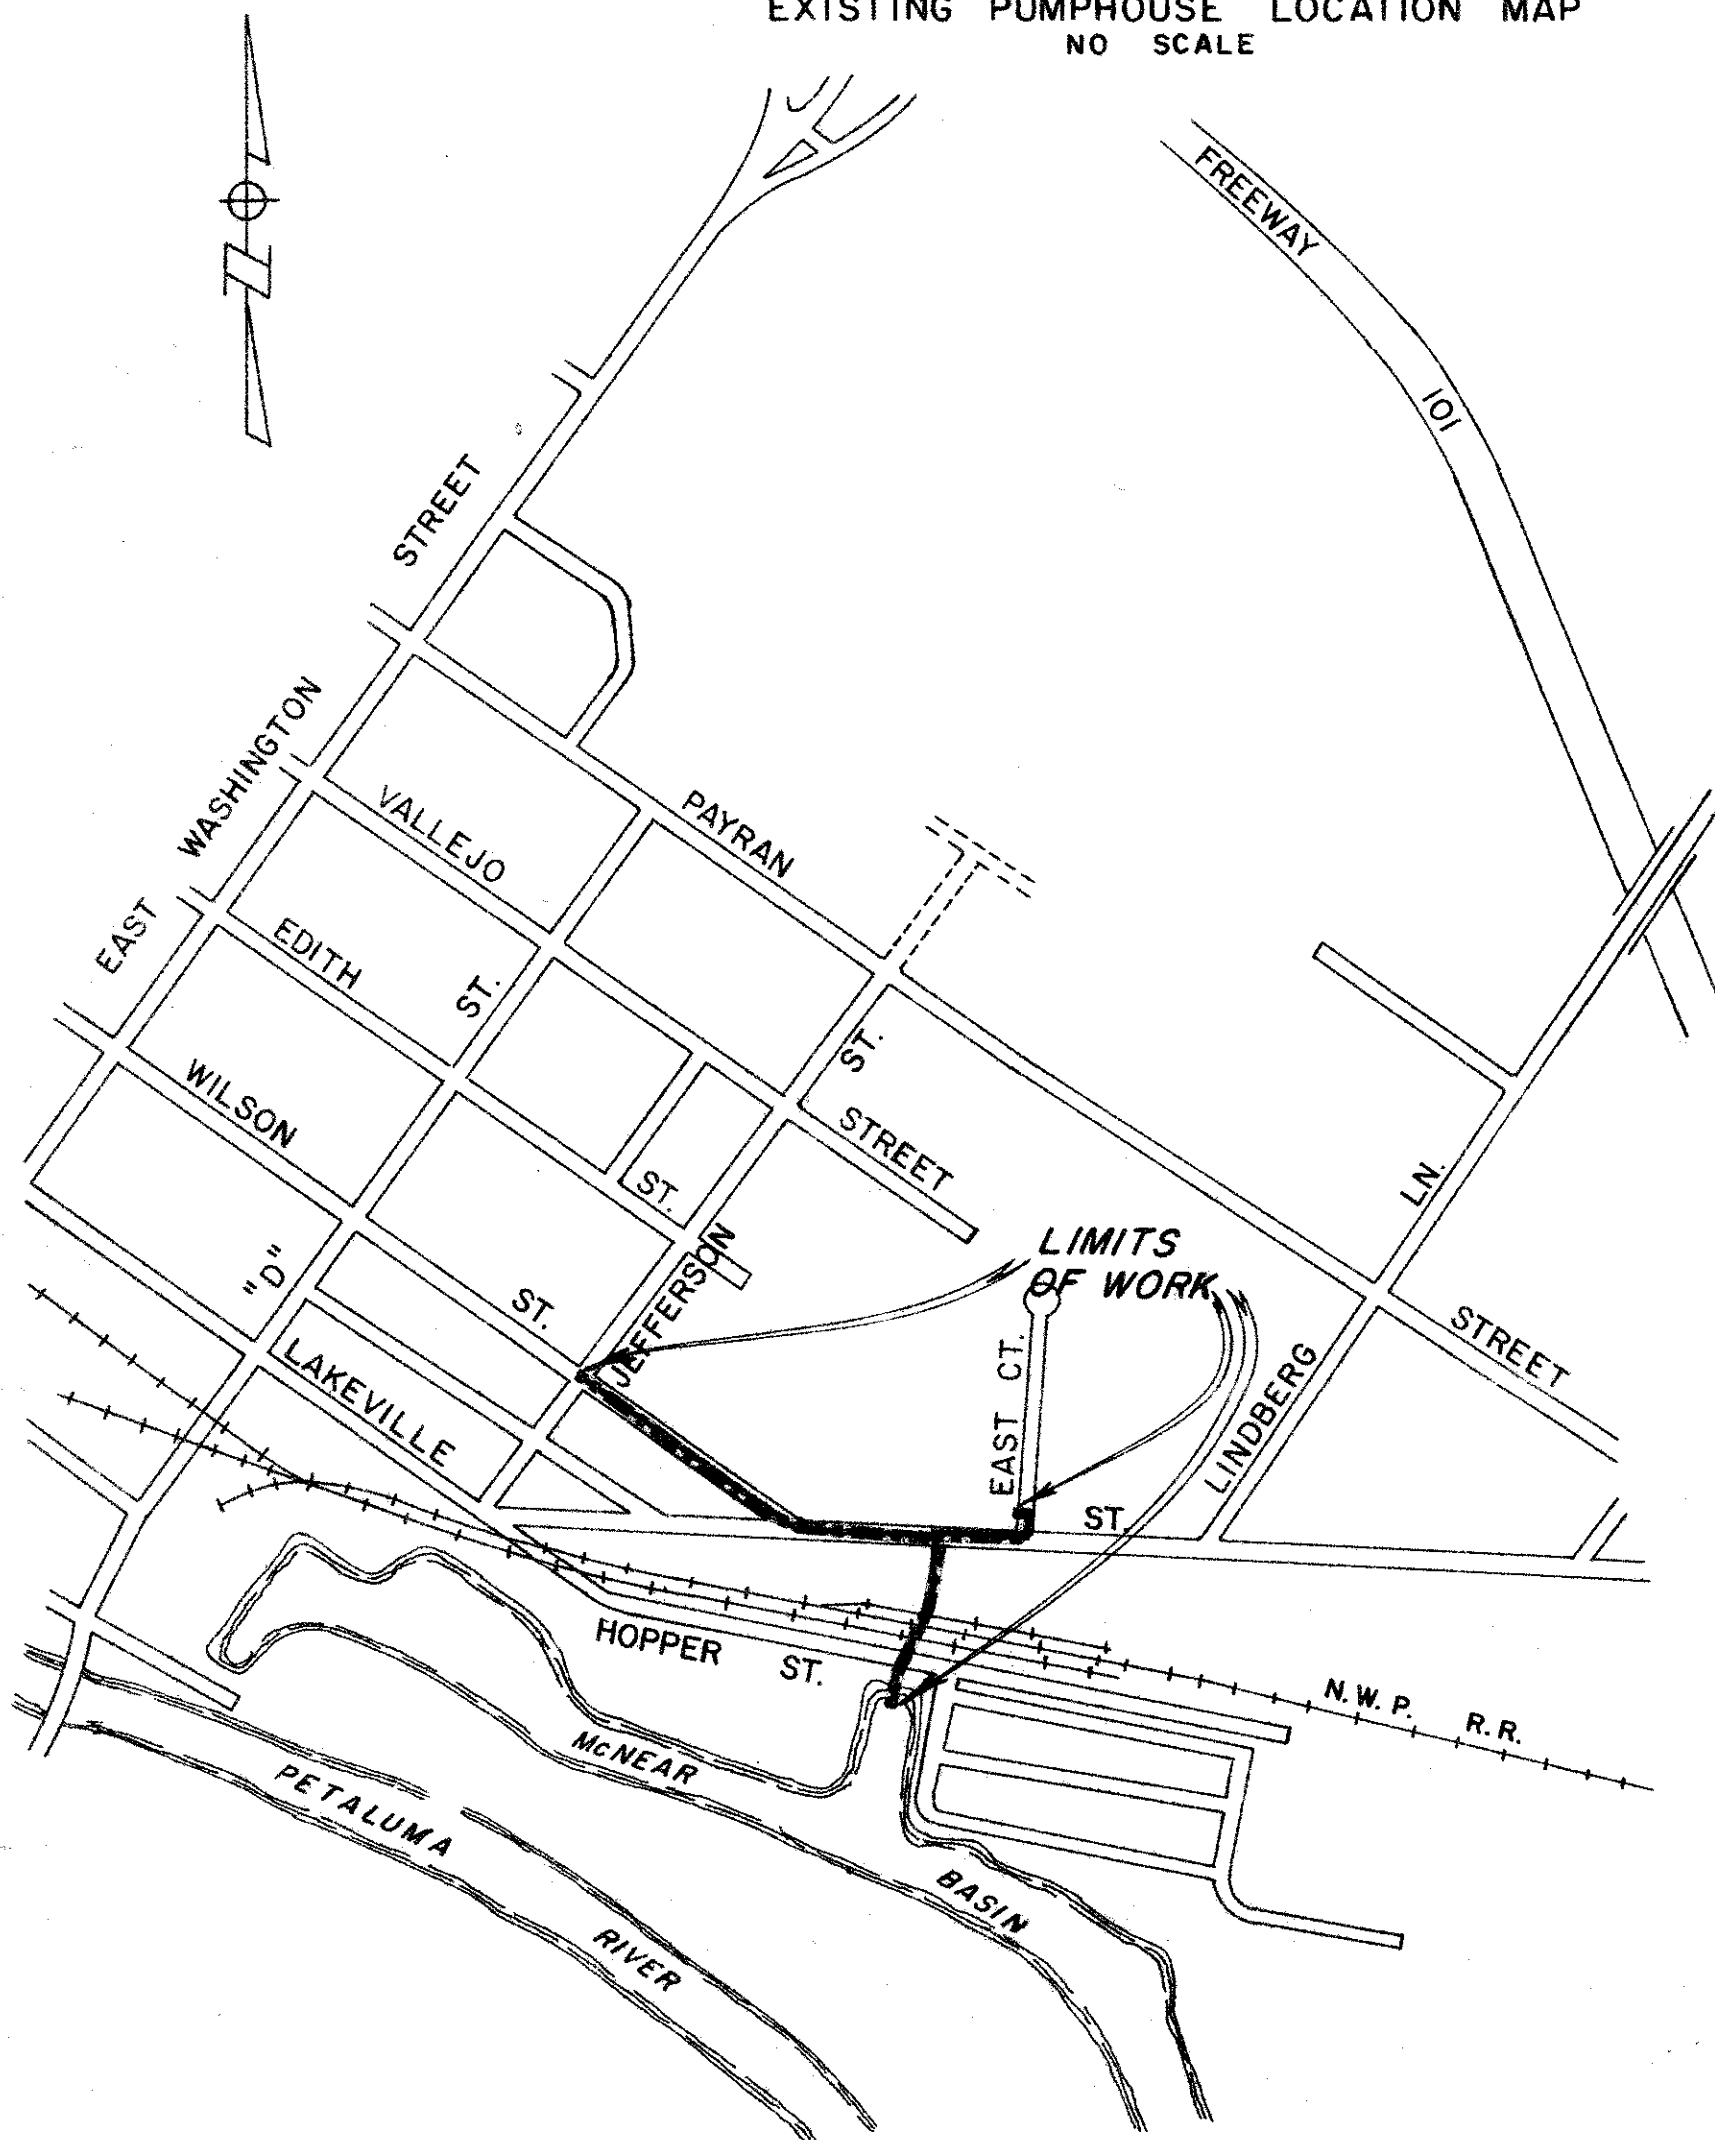 EXISTING PUMPHOUSE LOCATION MAP
NO SCALE
N
FREEWAY 101
EAST WASHINGTON STREET
PAYRAN STREET
VALLEJO STREET
EDITH ST.
WILSON ST.
"D" ST.
JEFFERSON ST.
LAKEVILLE ST.
LIMITS
OF WORK
EAST CT.
LINDBERG LN.
HOPPER ST.
N.W.P. R.R.
McNEAR BASIN
PETALUMA RIVER